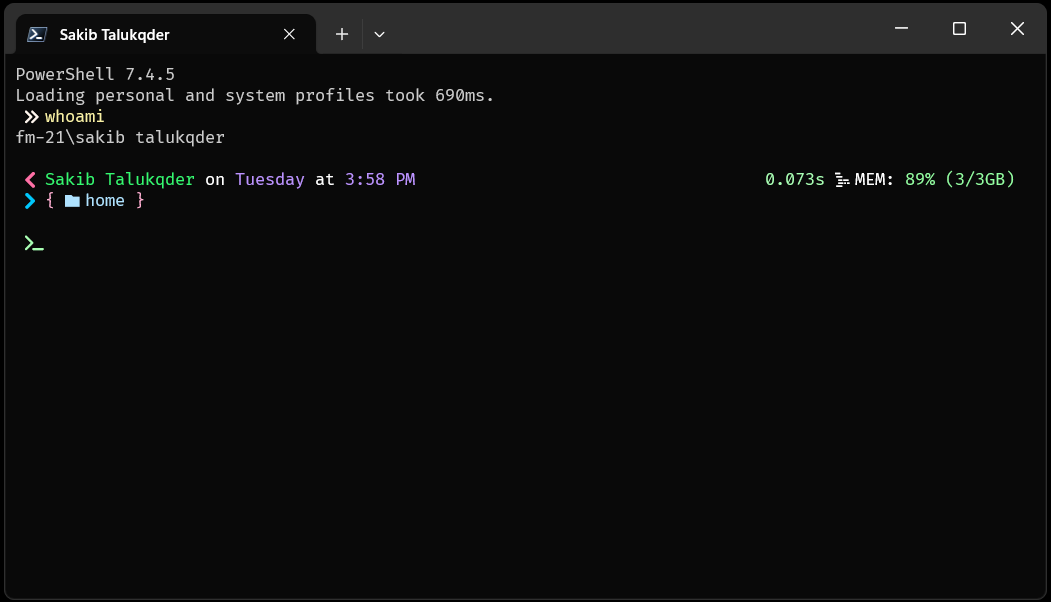 Sakib Talukqder
PowerShell 7.4.5
Loading personal and system profiles took 690ms.
whoami
fm-21\sakib talukqder
Sakib Talukqder on Tuesday at 3:58 PM 0.073s MEM: 89% (3/3GB)
{ home }